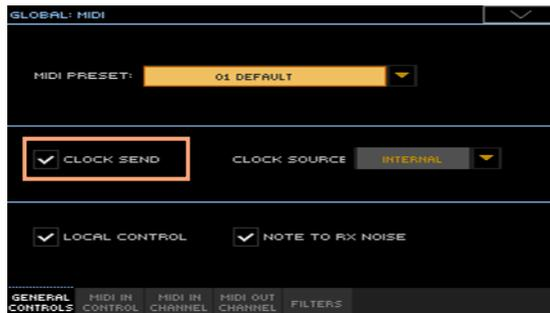 GLOBAL: MIDI
MIDI PRESET: 01 DEFAULT
CLOCK SEND CLOCK SOURCE INTERNAL
LOCAL CONTROL NOTE TO RX NOISE
GENERAL CONTROLS MIDI IN CONTROL MIDI IN CHANNEL MIDI OUT CHANNEL FILTERS